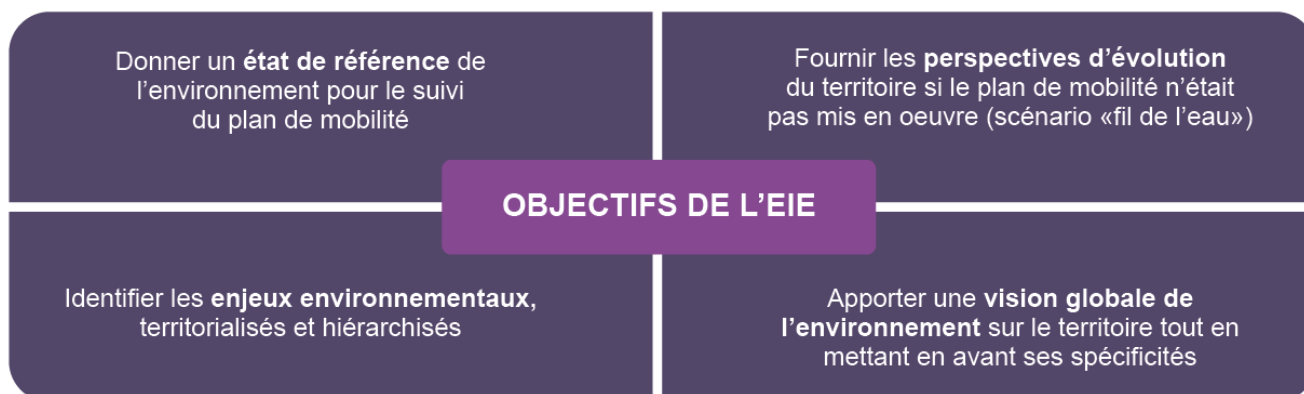 Donner un état de référence de
l'environnement pour le suivi
du plan de mobilité
Fournir les perspectives d'évolution
du territoire si le plan de mobilité n'était
pas mis en oeuvre (scénario «fil de l'eau»)
OBJECTIFS DE L'EIE
Identifier les enjeux environnementaux,
territorialisés et hiérarchisés
Apporter une vision globale de
l'environnement sur le territoire tout en
mettant en avant ses spécificités